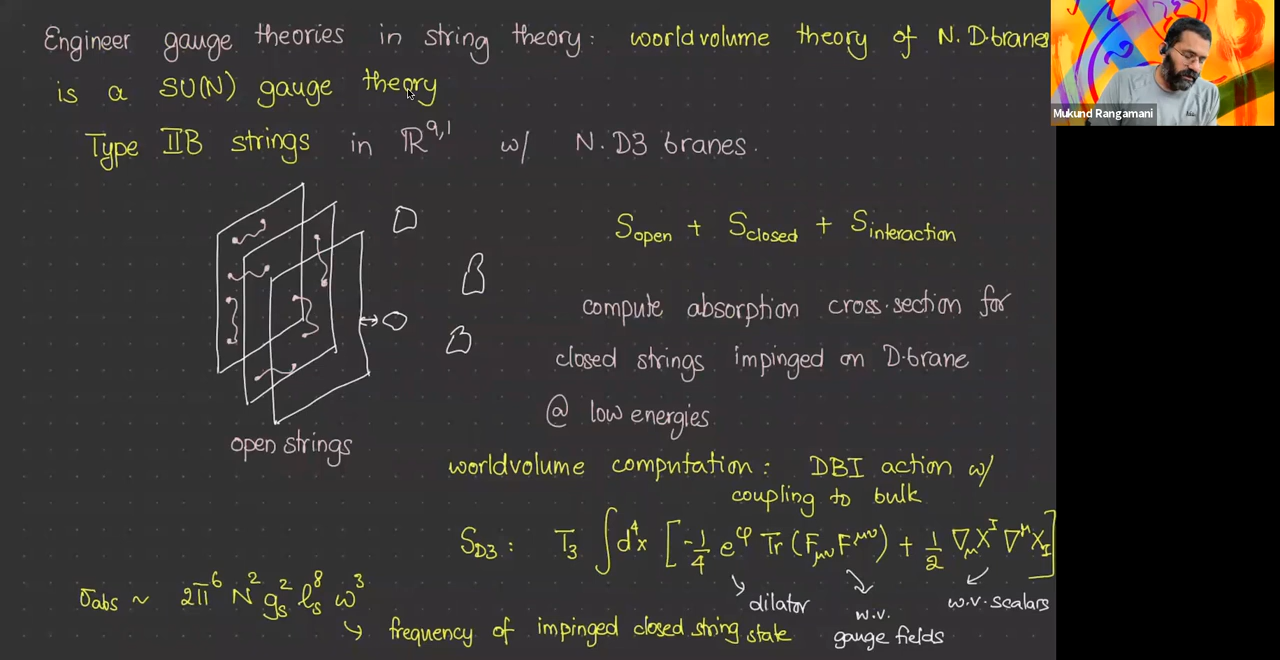 Engineer gauge theories in string theory: worldvolume theory of N. D-branes
is a SU(N) gauge theory
Mukund Rangamani
Type IIB strings in ℝ^{9,1} w/ N. D3 branes.
S_open + S_closed + S_interaction
compute absorption cross-section for
closed strings impinged on D-brane
@ low energies
open strings
worldvolume computation: DBI action w/
coupling to bulk
S_D3 : T_3 ∫d^4x [-1/4 e^φ Tr (F_μν F^μν) + 1/2 ∇_μ X^I ∇^μ X_I]
dilator
w.v.
gauge fields
w.v. scalars
σ_abs ~ 2π^6 N^2 g_s^2 l_s^8 ω^3
frequency of impinged closed string state